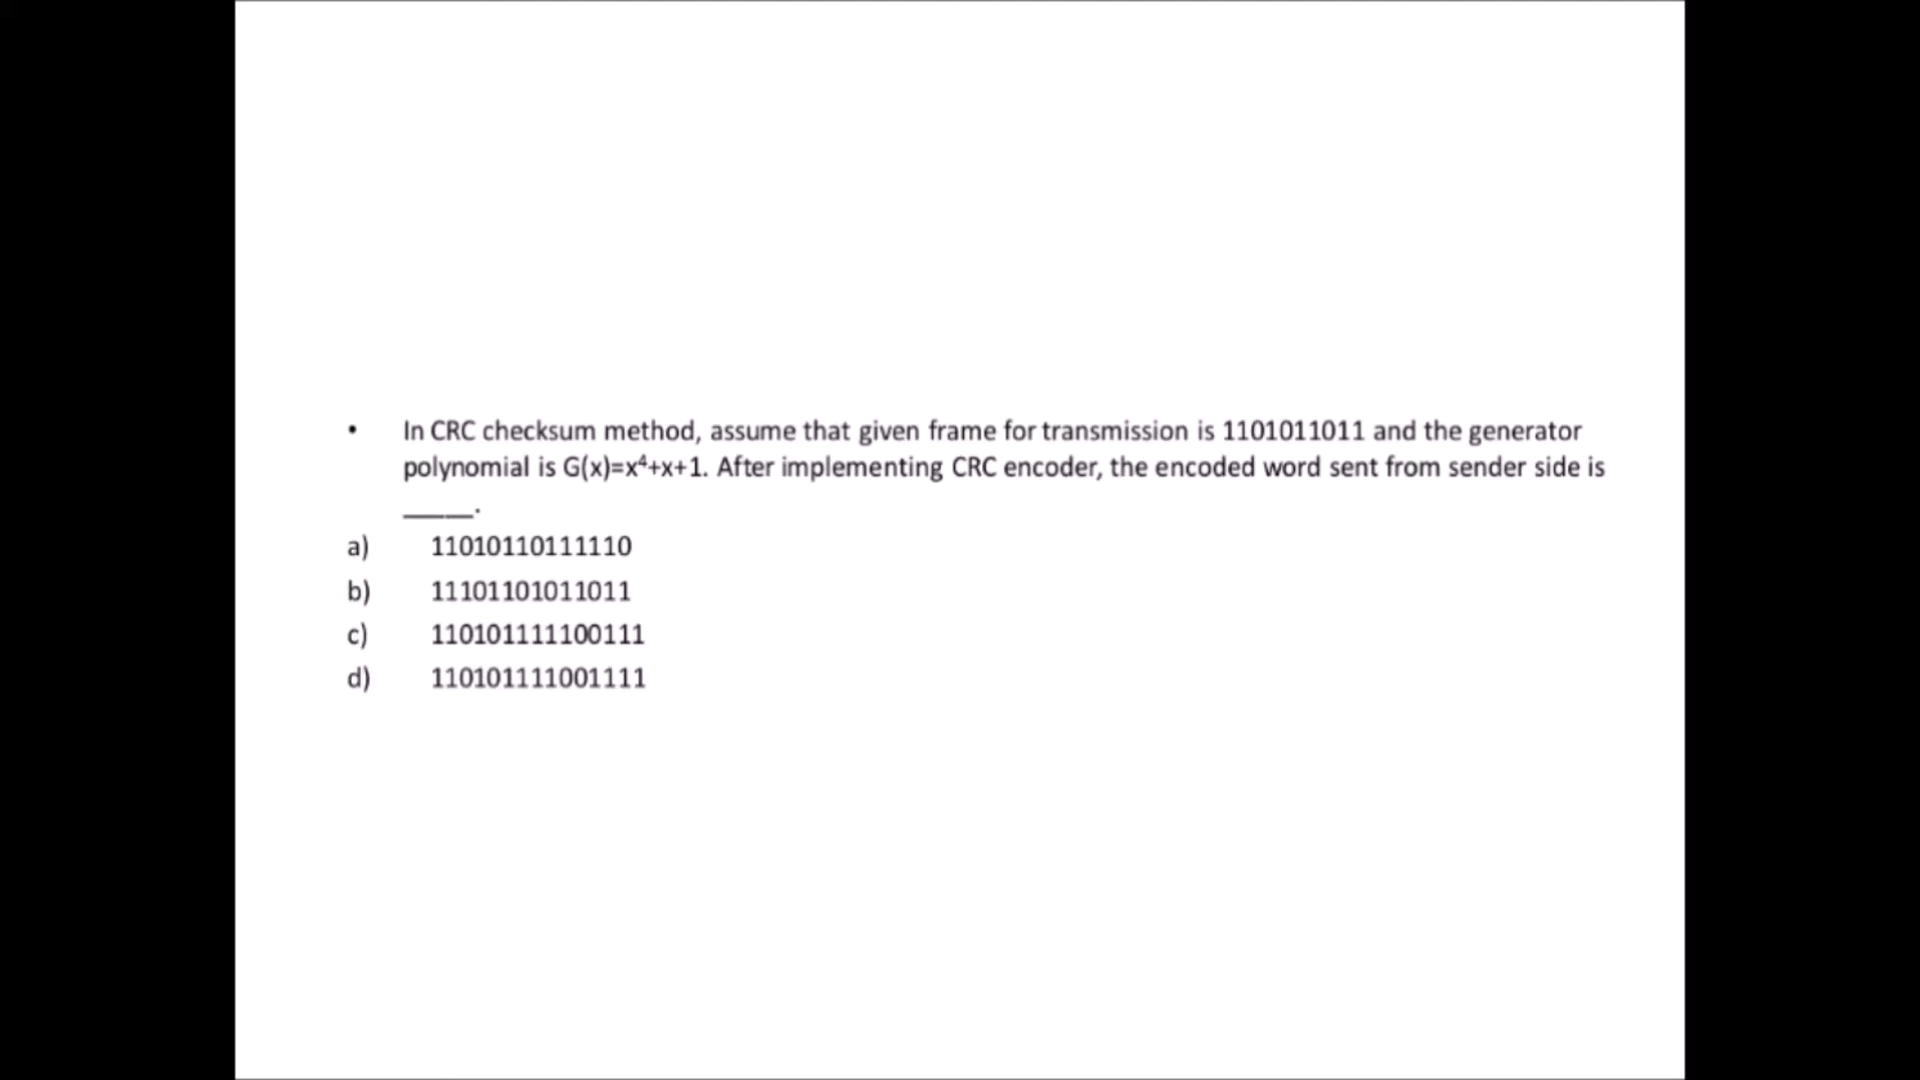 • In CRC checksum method, assume that given frame for transmission is 1101011011 and the generator
polynomial is G(x)=x⁴+x+1. After implementing CRC encoder, the encoded word sent from sender side is
_____.
a) 11010110111110
b) 11101101011011
c) 110101111100111
d) 110101111001111